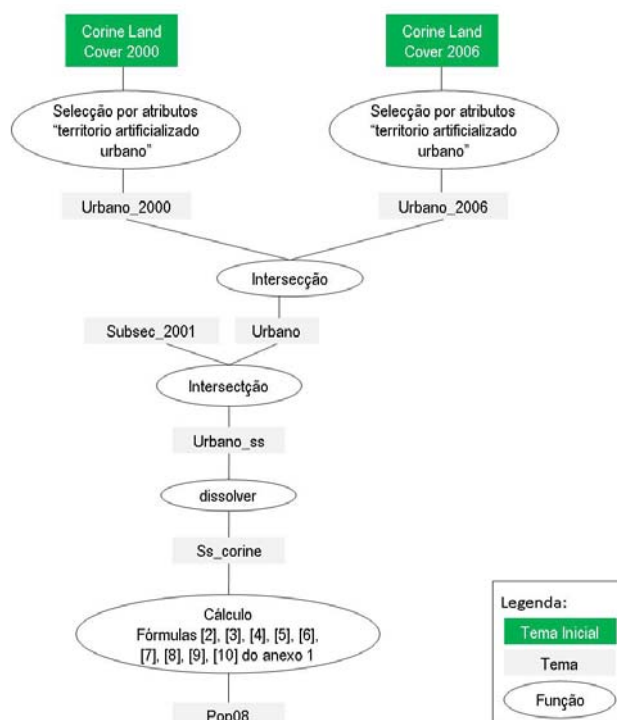 Corine Land
Cover 2000
Corine Land
Cover 2006
Selecção por atributos
"territorio artificializado
urbano"
Selecção por atributos
"territorio artificializado
urbano"
Urbano_2000
Urbano_2006
Intersecção
Subsec_2001
Urbano
Intersectção
Urbano_ss
dissolver
Ss_corine
Cálculo
Fórmulas [2], [3], [4], [5], [6],
[7], [8], [9], [10] do anexo 1
Pop08
Legenda:
Tema Inicial
Tema
Função